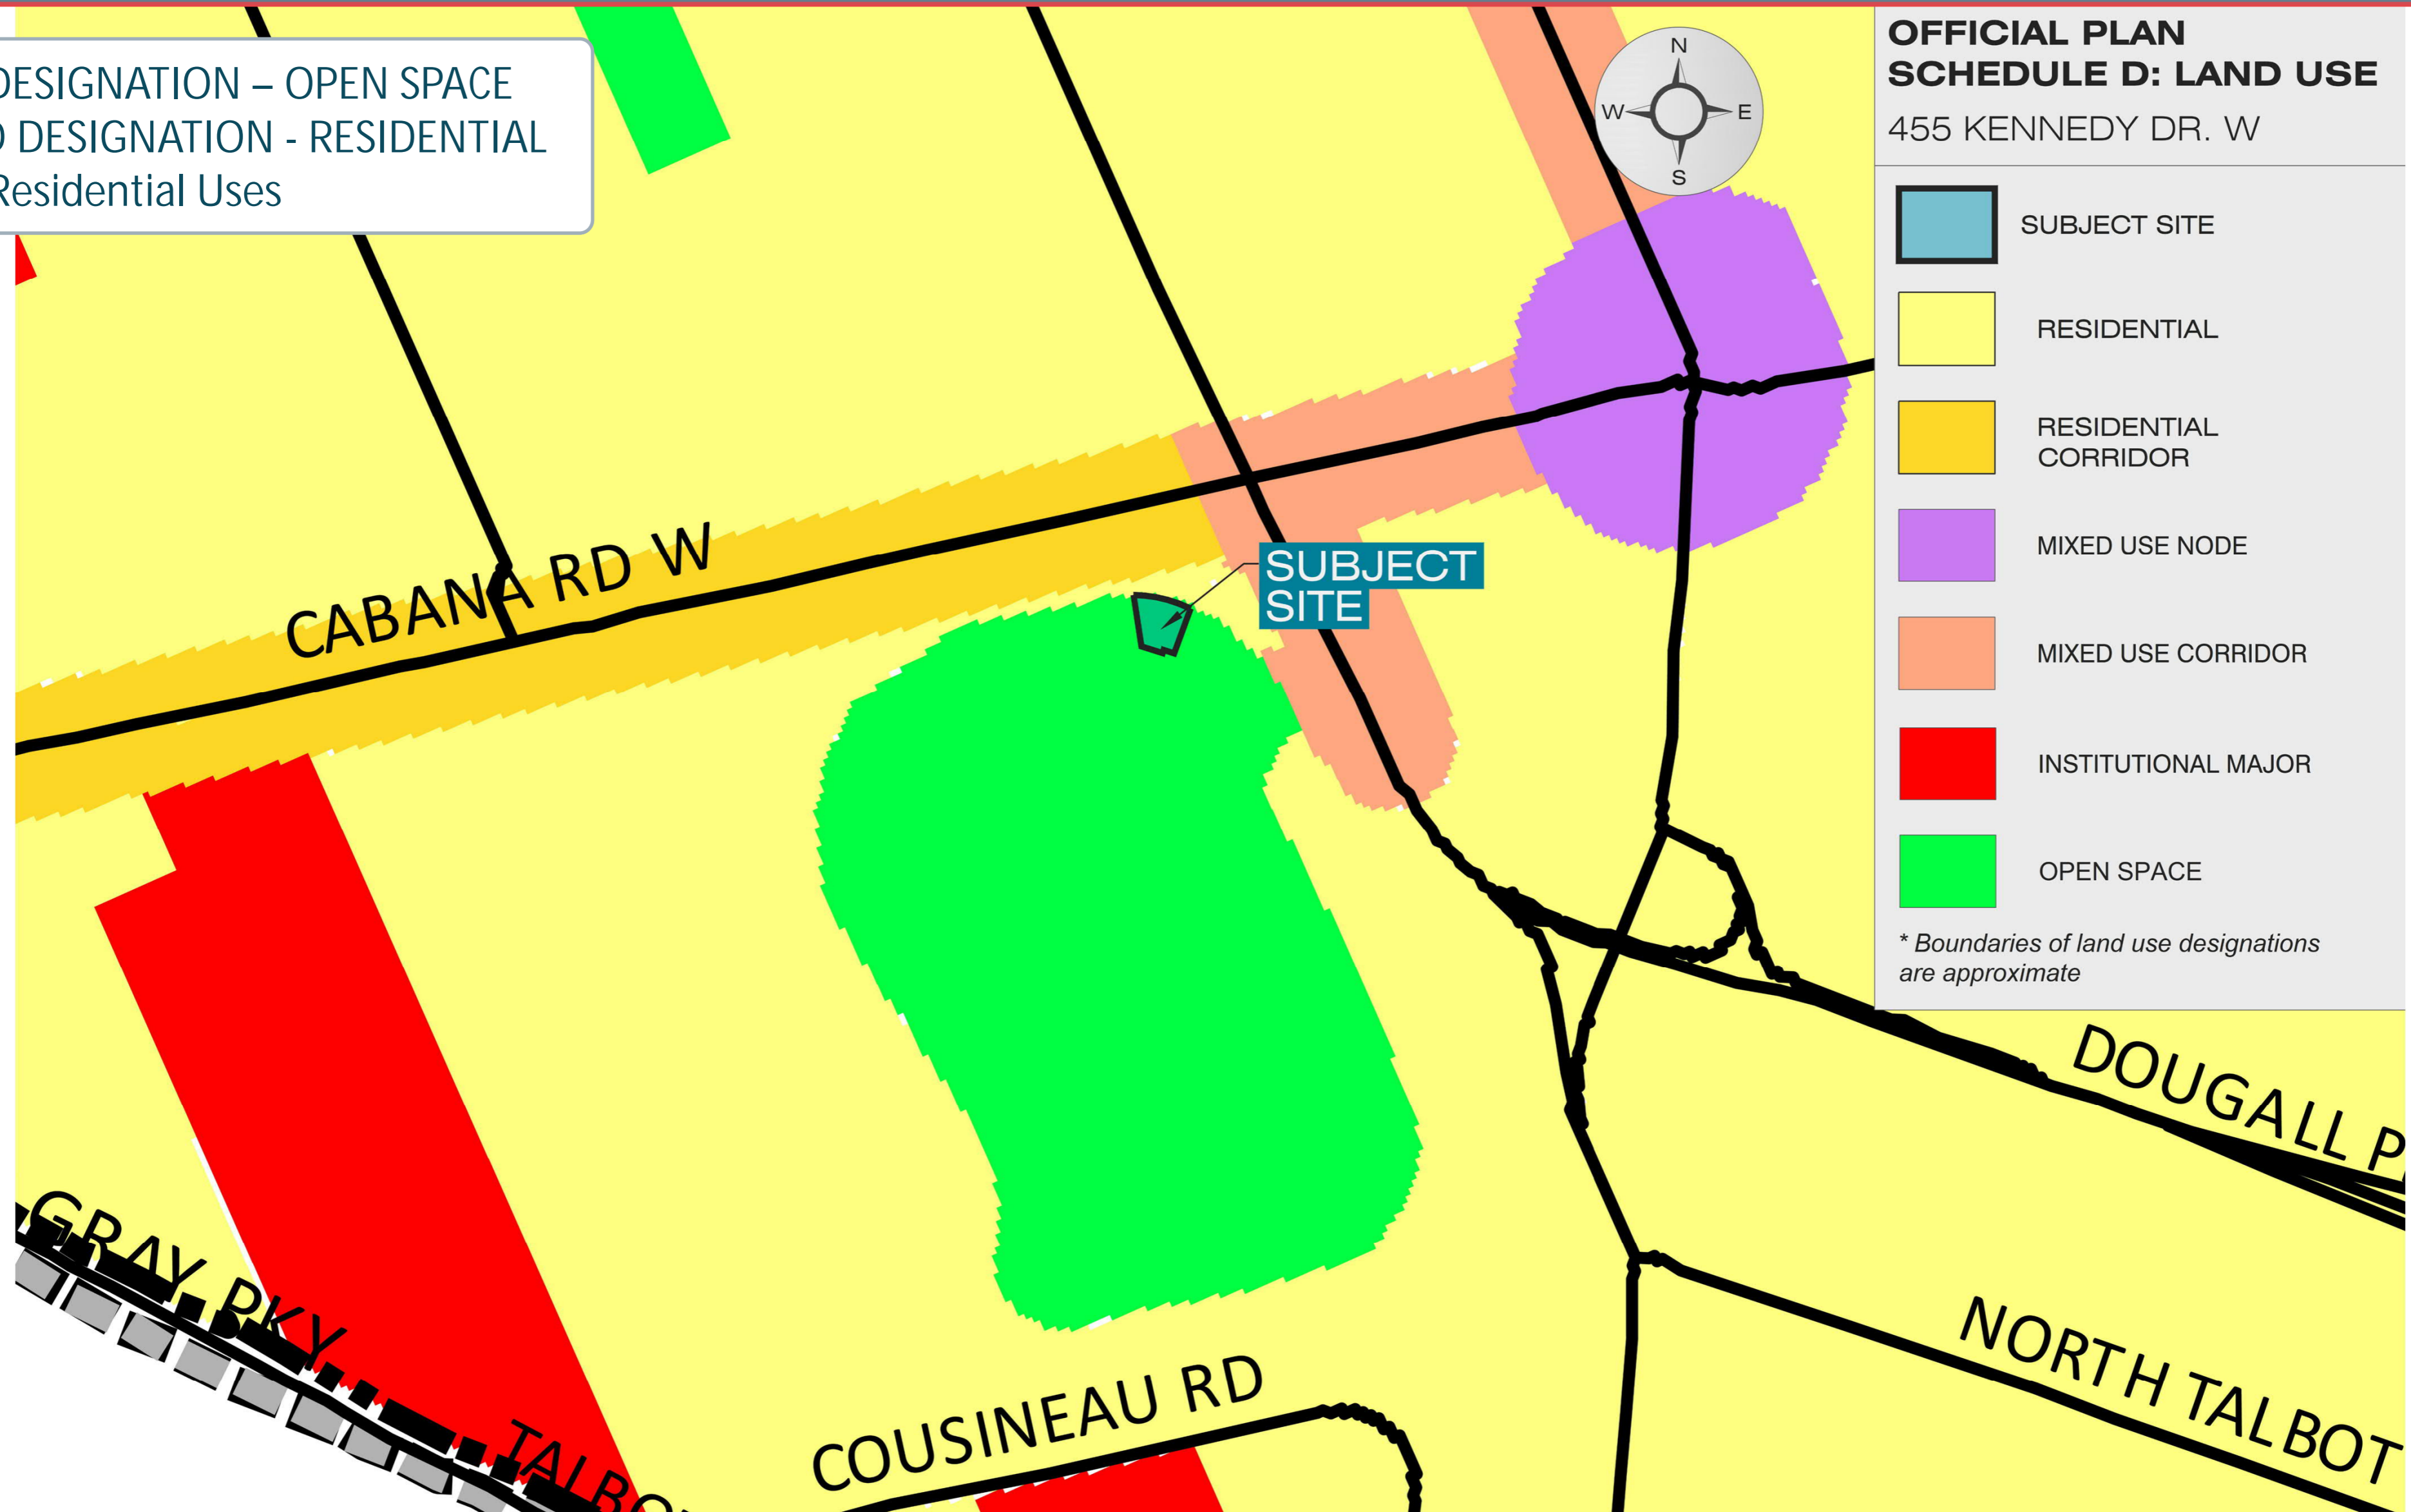 DESIGNATION – OPEN SPACE
DESIGNATION - RESIDENTIAL
Residential Uses
N
W
E
S
OFFICIAL PLAN
SCHEDULE D: LAND USE
455 KENNEDY DR. W
SUBJECT SITE
RESIDENTIAL
RESIDENTIAL
CORRIDOR
MIXED USE NODE
MIXED USE CORRIDOR
INSTITUTIONAL MAJOR
OPEN SPACE
* Boundaries of land use designations
are approximate
CABANA RD W
SUBJECT
SITE
DOUGALL
GRAY PKY
COUSINEAU RD
NORTH TALBOT